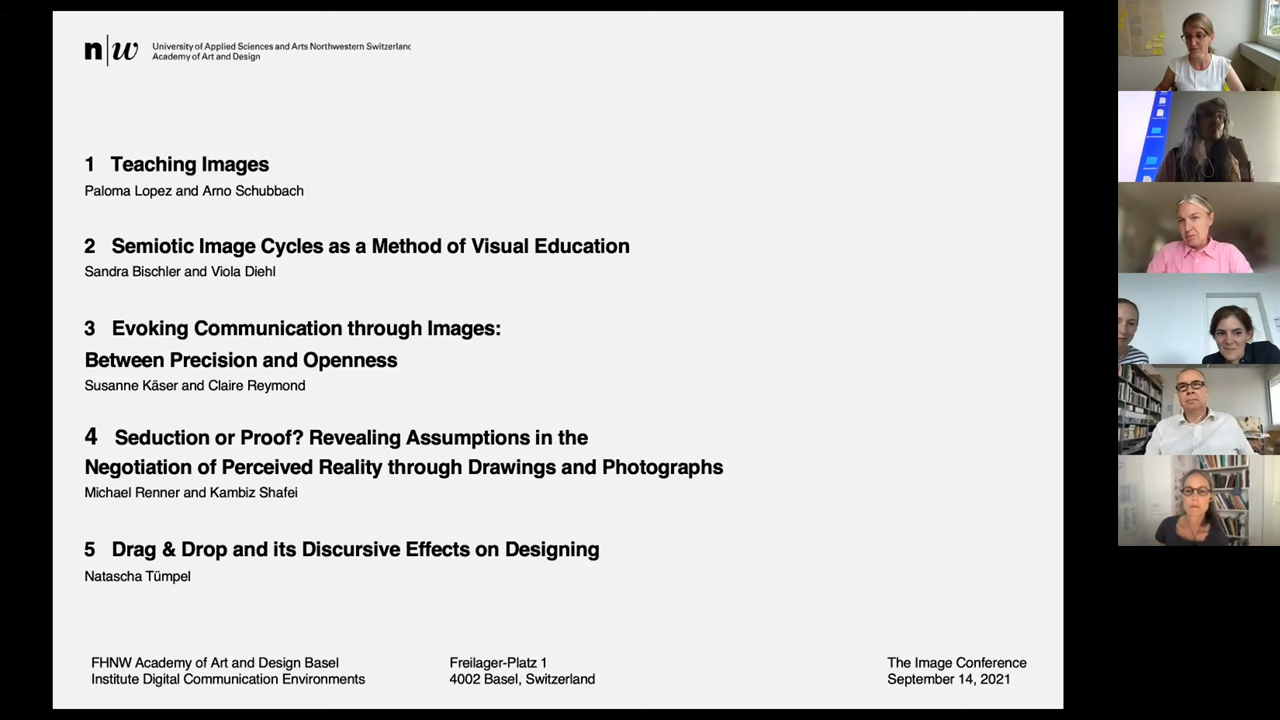 n|w
University of Applied Sciences and Arts Northwestern Switzerland
Academy of Art and Design
1 Teaching Images
Paloma Lopez and Arno Schubbach
2 Semiotic Image Cycles as a Method of Visual Education
Sandra Bischler and Viola Diehl
3 Evoking Communication through Images:
Between Precision and Openness
Susanne Käser and Claire Reymond
4 Seduction or Proof? Revealing Assumptions in the
Negotiation of Perceived Reality through Drawings and Photographs
Michael Renner and Kambiz Shafei
5 Drag & Drop and its Discursive Effects on Designing
Natascha Tümpel
FHNW Academy of Art and Design Basel
Institute Digital Communication Environments
Freilager-Platz 1
4002 Basel, Switzerland
The Image Conference
September 14, 2021